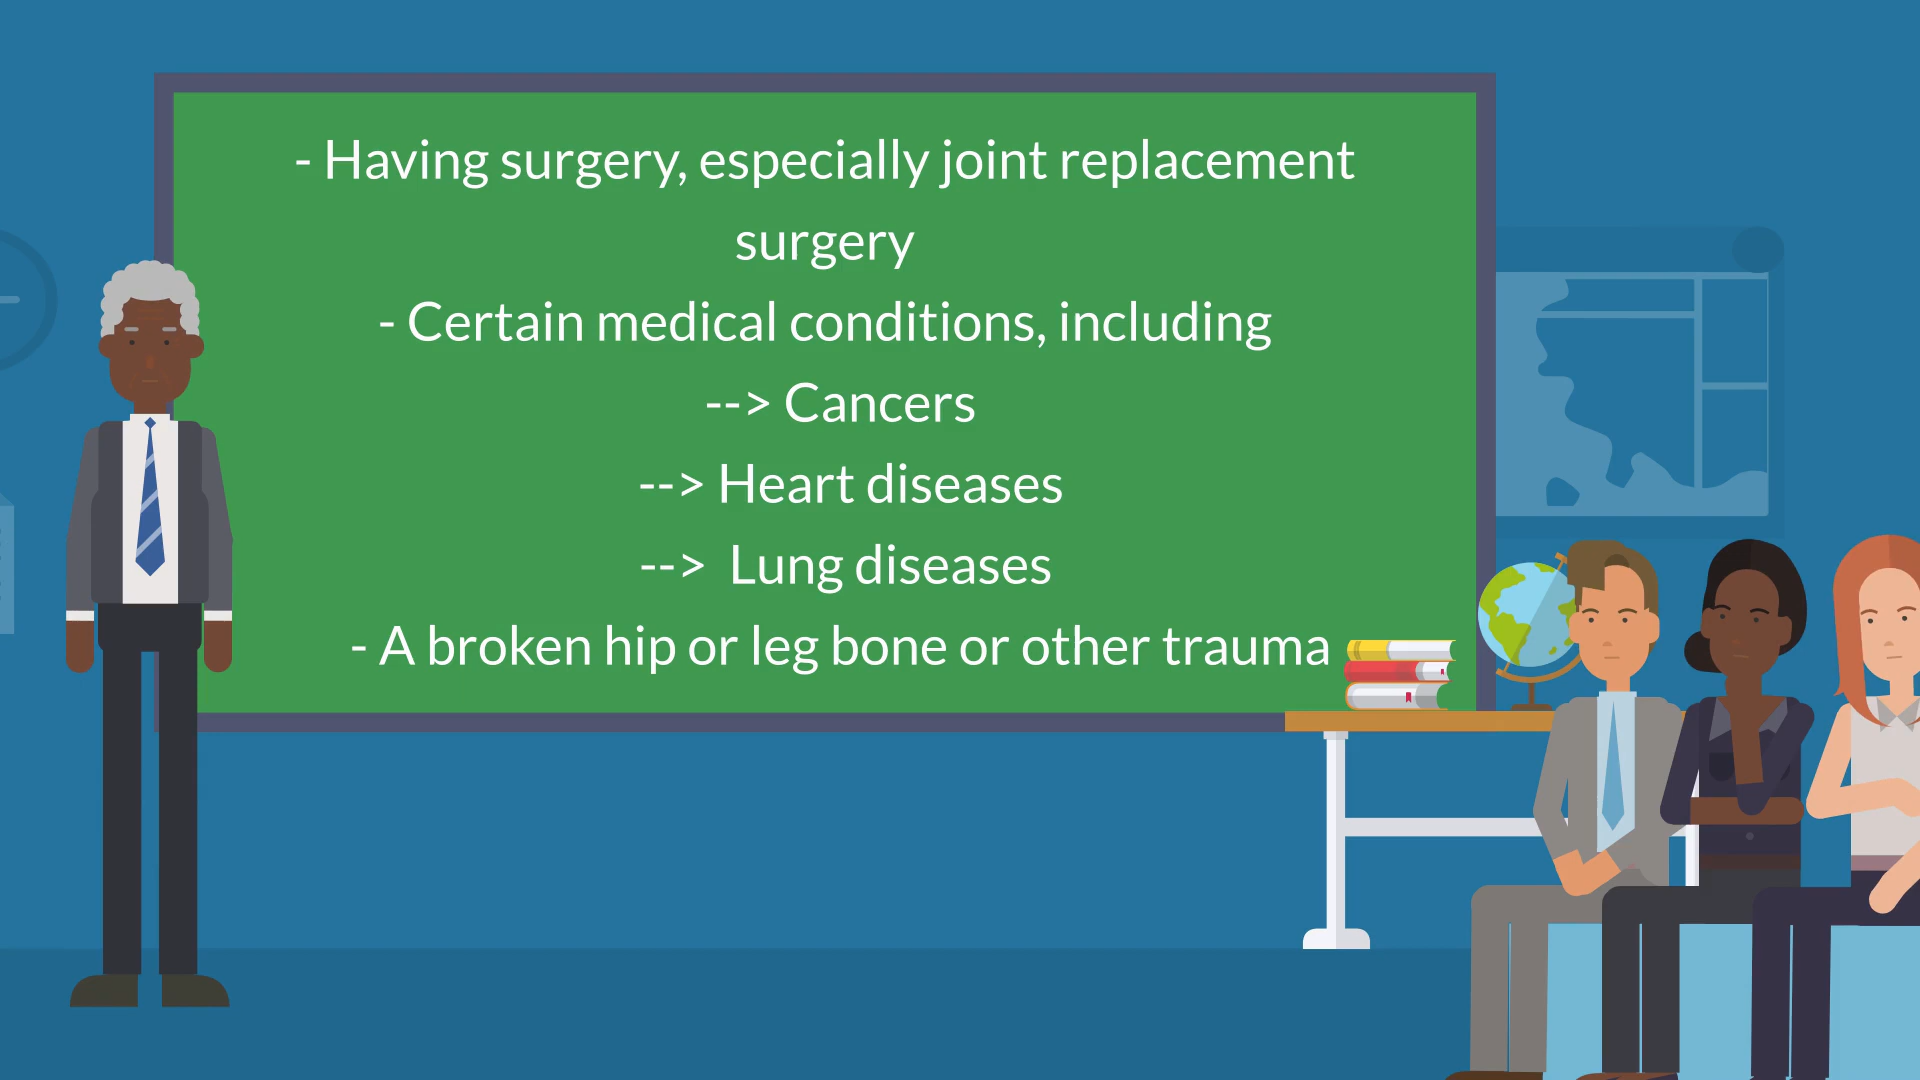 - Having surgery, especially joint replacement
surgery
- Certain medical conditions, including
--> Cancers
--> Heart diseases
-->  Lung diseases
- A broken hip or leg bone or other trauma